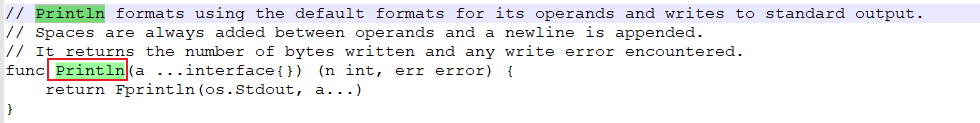 // Println formats using the default formats for its operands and writes to standard output.
// Spaces are always added between operands and a newline is appended.
// It returns the number of bytes written and any write error encountered.
func Println(a ...interface{}) (n int, err error) {
    return Fprintln(os.Stdout, a...)
}